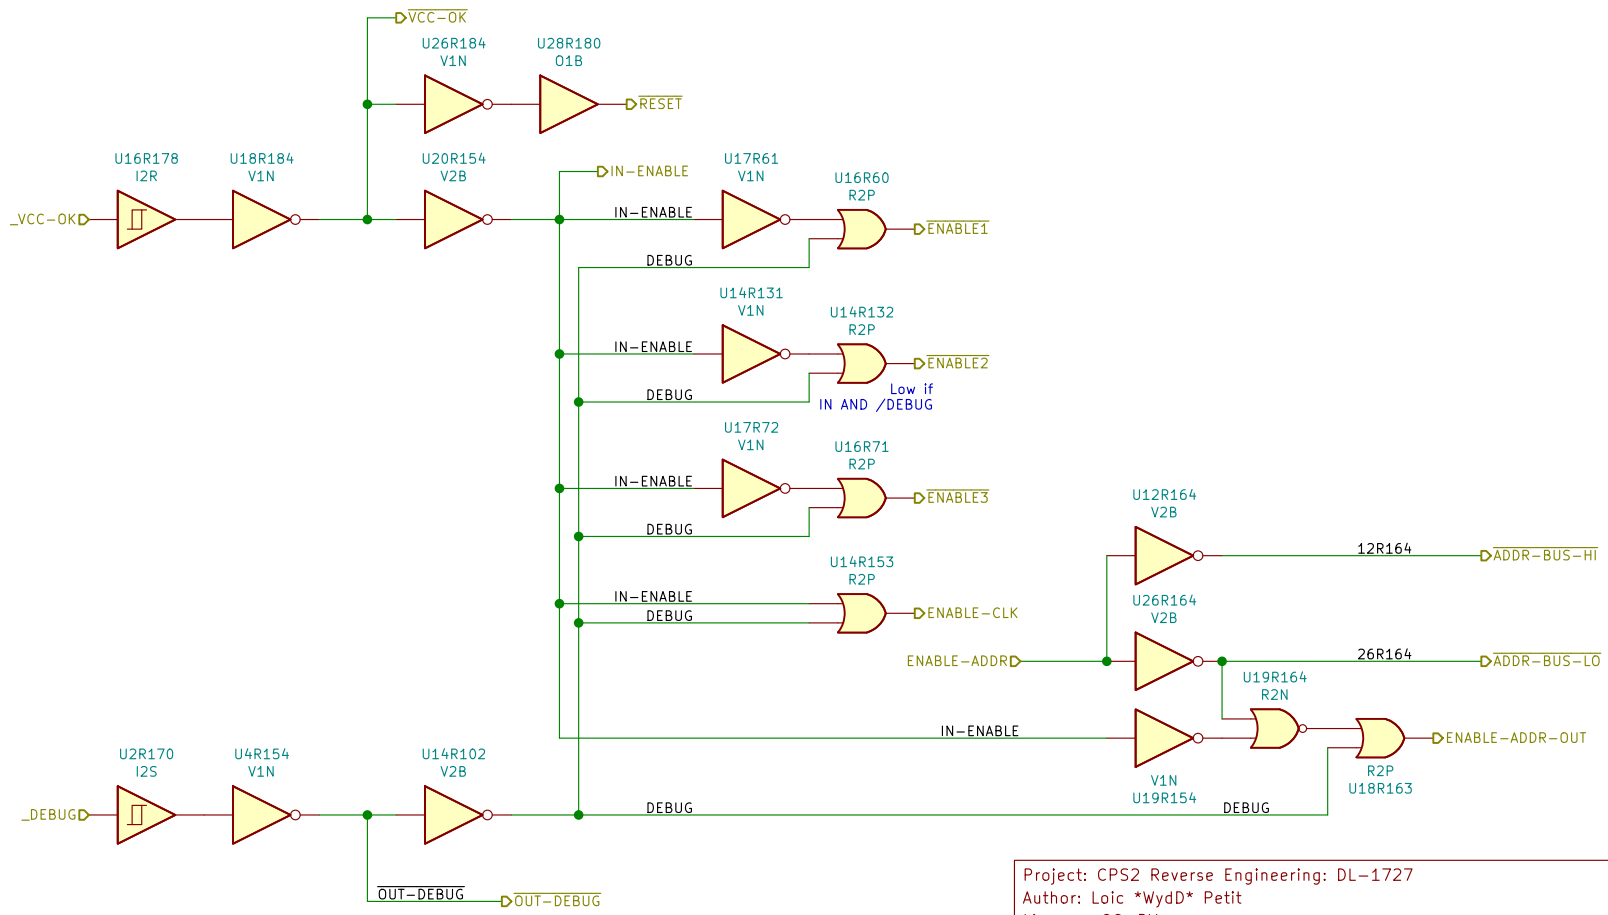 VCC-OK
U26R184
V1N
U28R180
O1B
RESET
U16R178
I2R
U18R184
V1N
U20R154
V2B
IN-ENABLE
U17R61
V1N
U16R60
R2P
_VCC-OK
IN-ENABLE
ENABLE1
DEBUG
U14R131
V1N
U14R132
R2P
IN-ENABLE
ENABLE2
DEBUG
Low if
IN AND /DEBUG
U17R72
V1N
U16R71
R2P
IN-ENABLE
ENABLE3
DEBUG
U12R164
V2B
12R164
ADDR-BUS-HI
U14R153
R2P
IN-ENABLE
DEBUG
ENABLE-CLK
U26R164
V2B
ENABLE-ADDR
26R164
ADDR-BUS-LO
U19R164
R2N
IN-ENABLE
ENABLE-ADDR-OUT
V1N
U19R154
R2P
U18R163
U2R170
I2S
U4R154
V1N
U14R102
V2B
_DEBUG
DEBUG
DEBUG
OUT-DEBUG
OUT-DEBUG
Project: CPS2 Reverse Engineering: DL-1727
Author: Loic *WydD* Petit